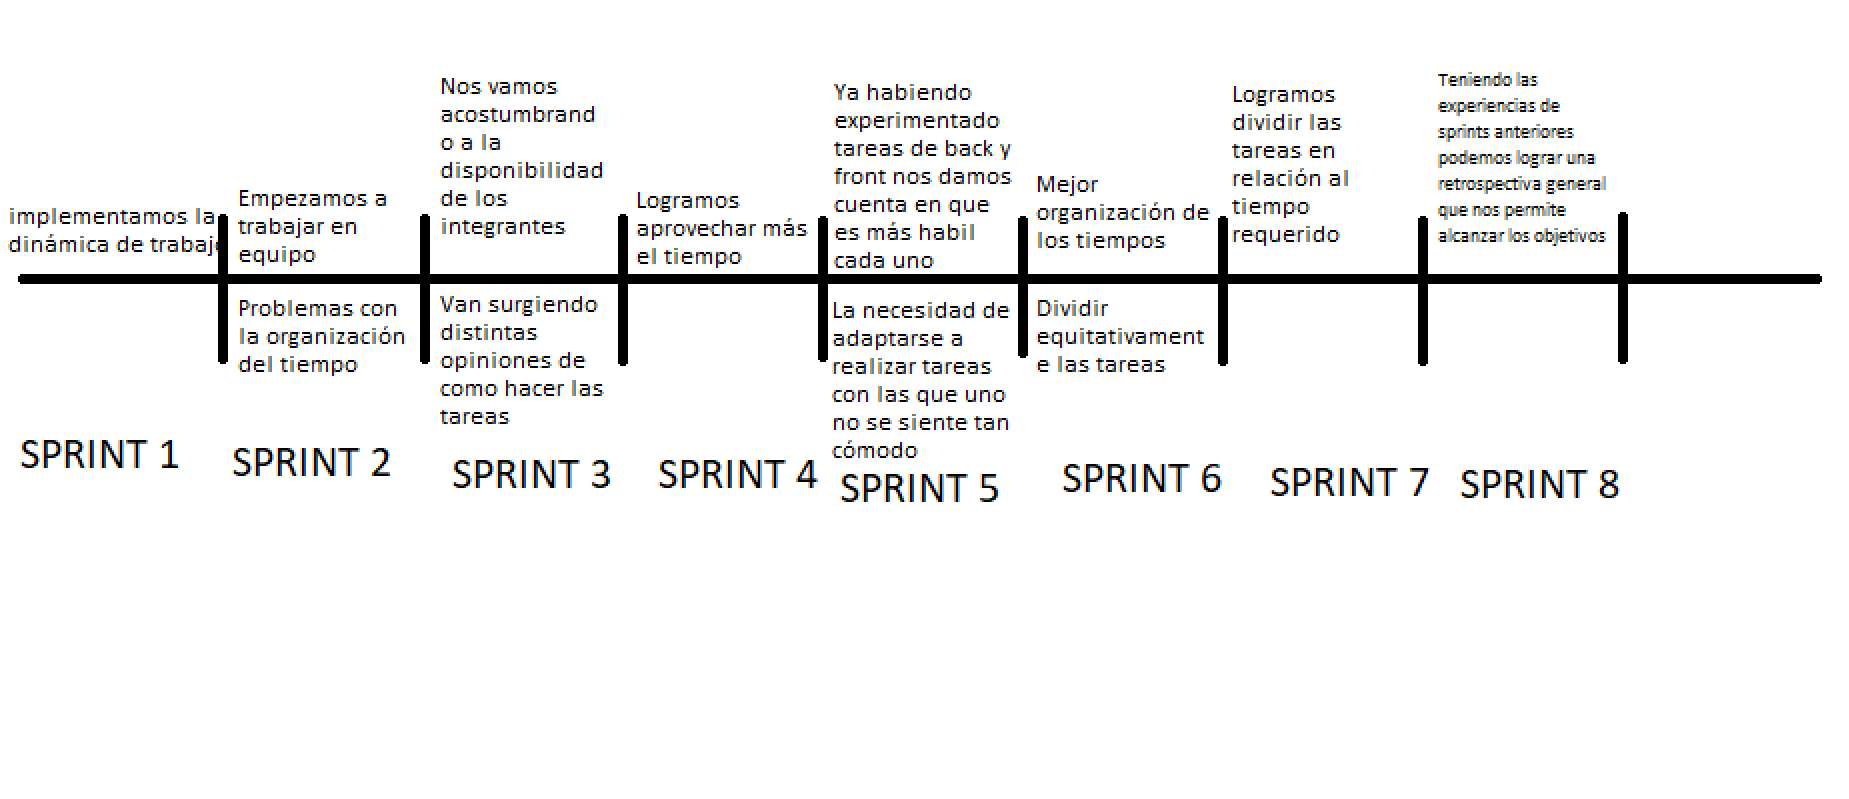 implementamos la
dinámica de trabajo
Empezamos a
trabajar en
equipo
Nos vamos
acostumbrand
o a la
disponibilidad
de los
integrantes
Logramos
aprovechar más
el tiempo
Ya habiendo
experimentado
tareas de back y
front nos damos
cuenta en que
es más habil
cada uno
Mejor
organización de
los tiempos
Logramos
dividir las
tareas en
relación al
tiempo
requerido
Teniendo las
experiencias de
sprints anteriores
podemos lograr una
retrospectiva general
que nos permite
alcanzar los objetivos
Problemas con
la organización
del tiempo
Van surgiendo
distintas
opiniones de
como hacer las
tareas
La necesidad de
adaptarse a
realizar tareas
con las que uno
no se siente tan
cómodo
Dividir
equitativament
e las tareas
SPRINT 1
SPRINT 2
SPRINT 3
SPRINT 4
SPRINT 5
SPRINT 6
SPRINT 7
SPRINT 8